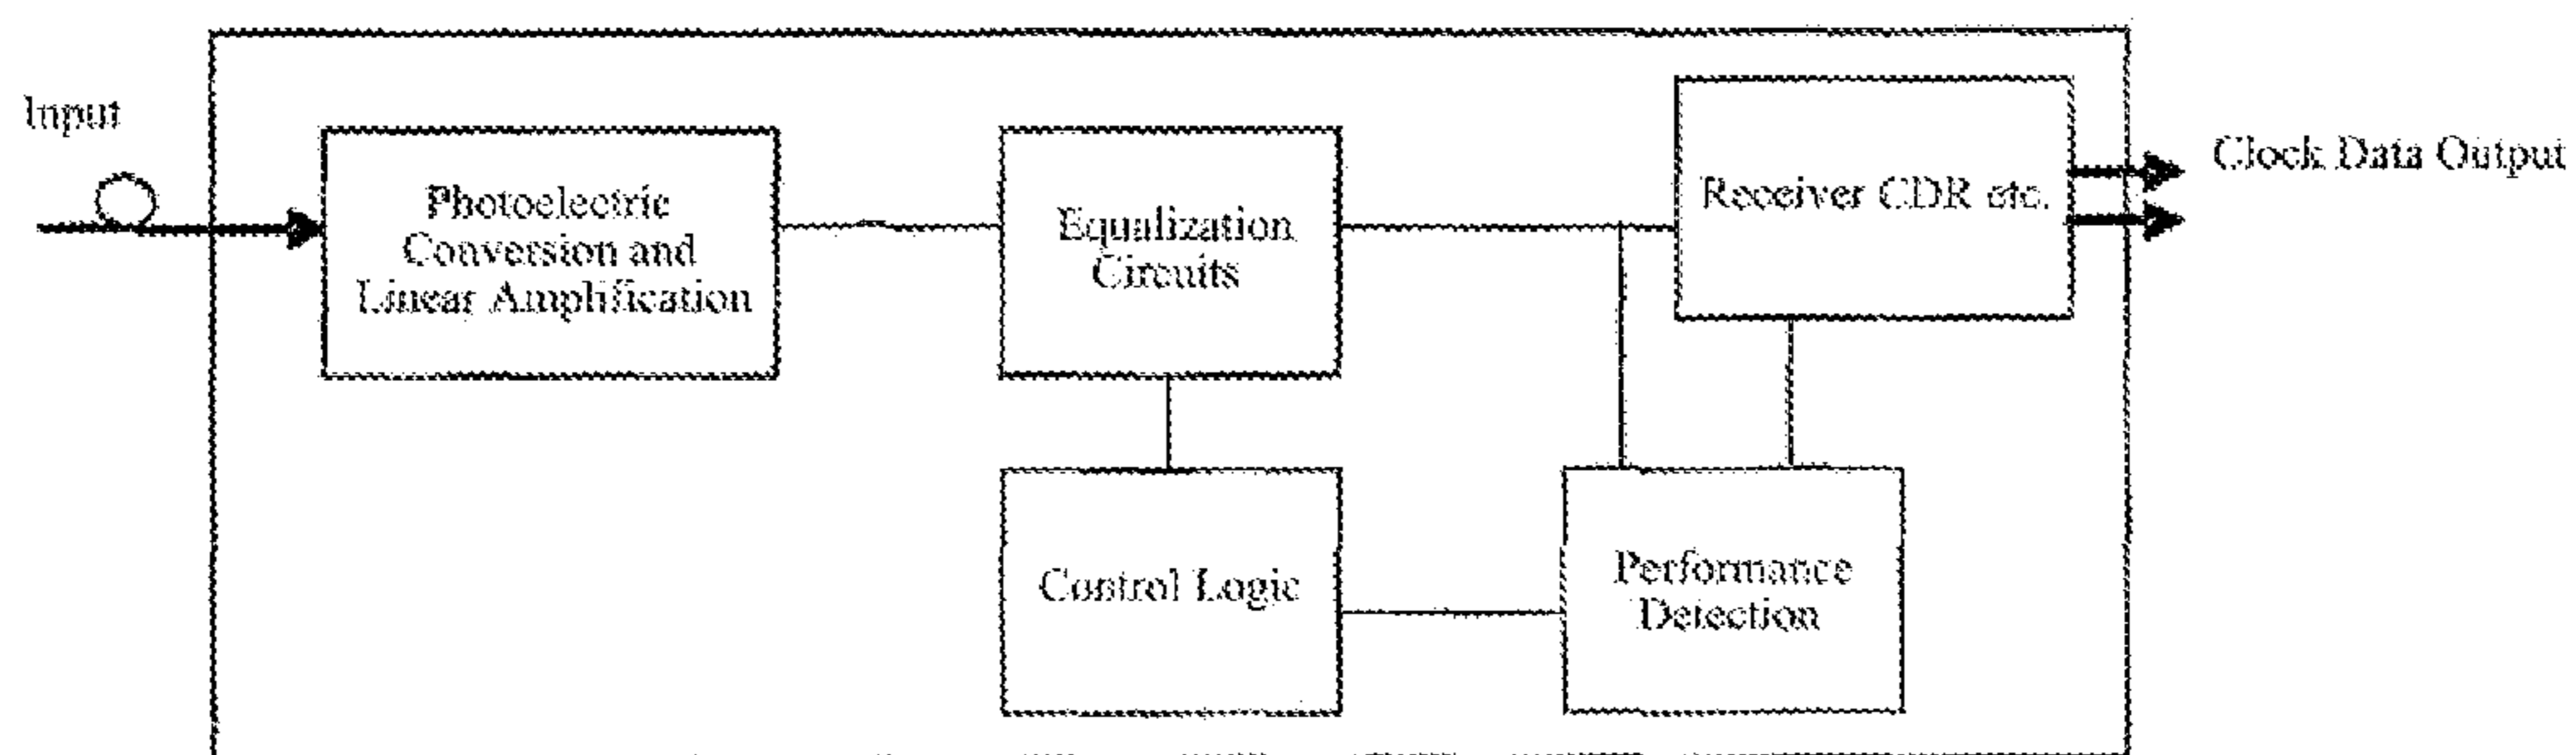 Input
Photoelectric
Conversion and
Linear Amplification
Equalization
Circuits
Receiver CDR etc.
Clock Data Output
Control Logic
Performance
Detection